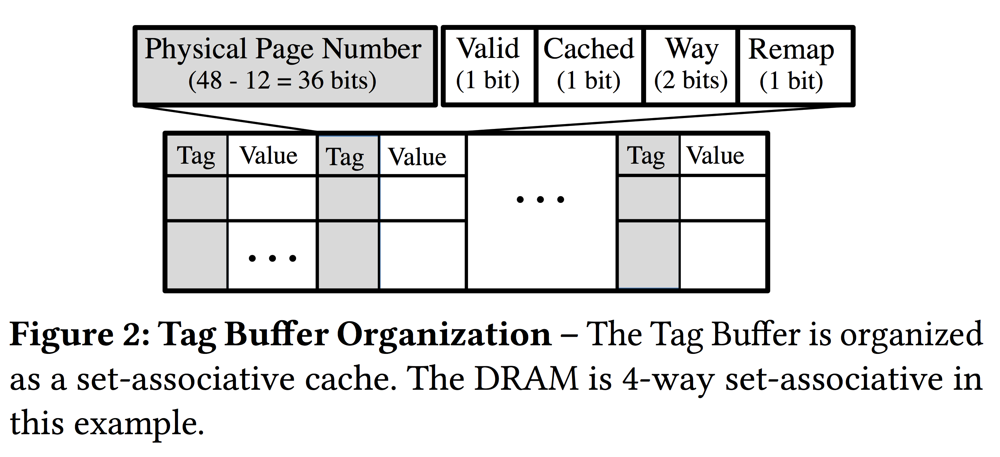 Physical Page Number Valid Cached Way Remap
(48 - 12 = 36 bits) (1 bit) (1 bit) (2 bits) (1 bit)
Tag Value Tag Value Tag Value
• • •
• • •
Figure 2: Tag Buffer Organization – The Tag Buffer is organized
as a set-associative cache. The DRAM is 4-way set-associative in
this example.